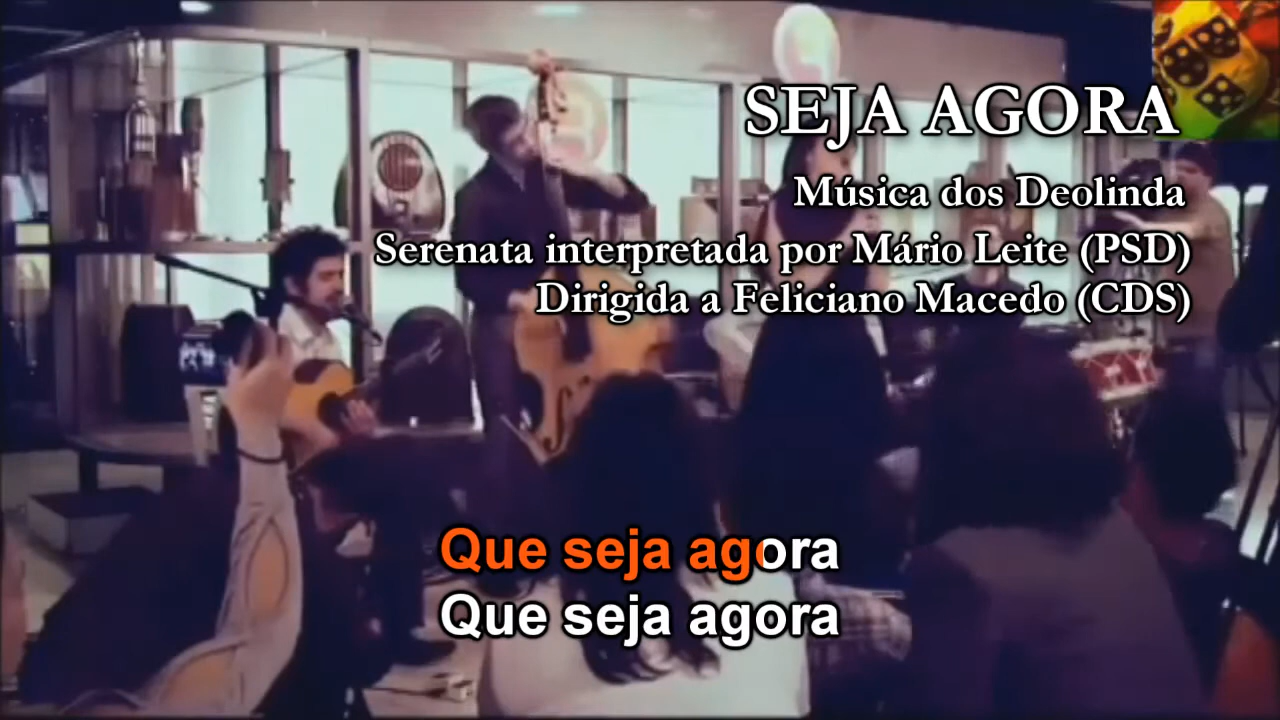 SEJA AGORA
Música dos Deolinda
Serenata interpretada por Mário Leite (PSD)
Dirigida a Feliciano Macedo (CDS)
Que seja agora
Que seja agora